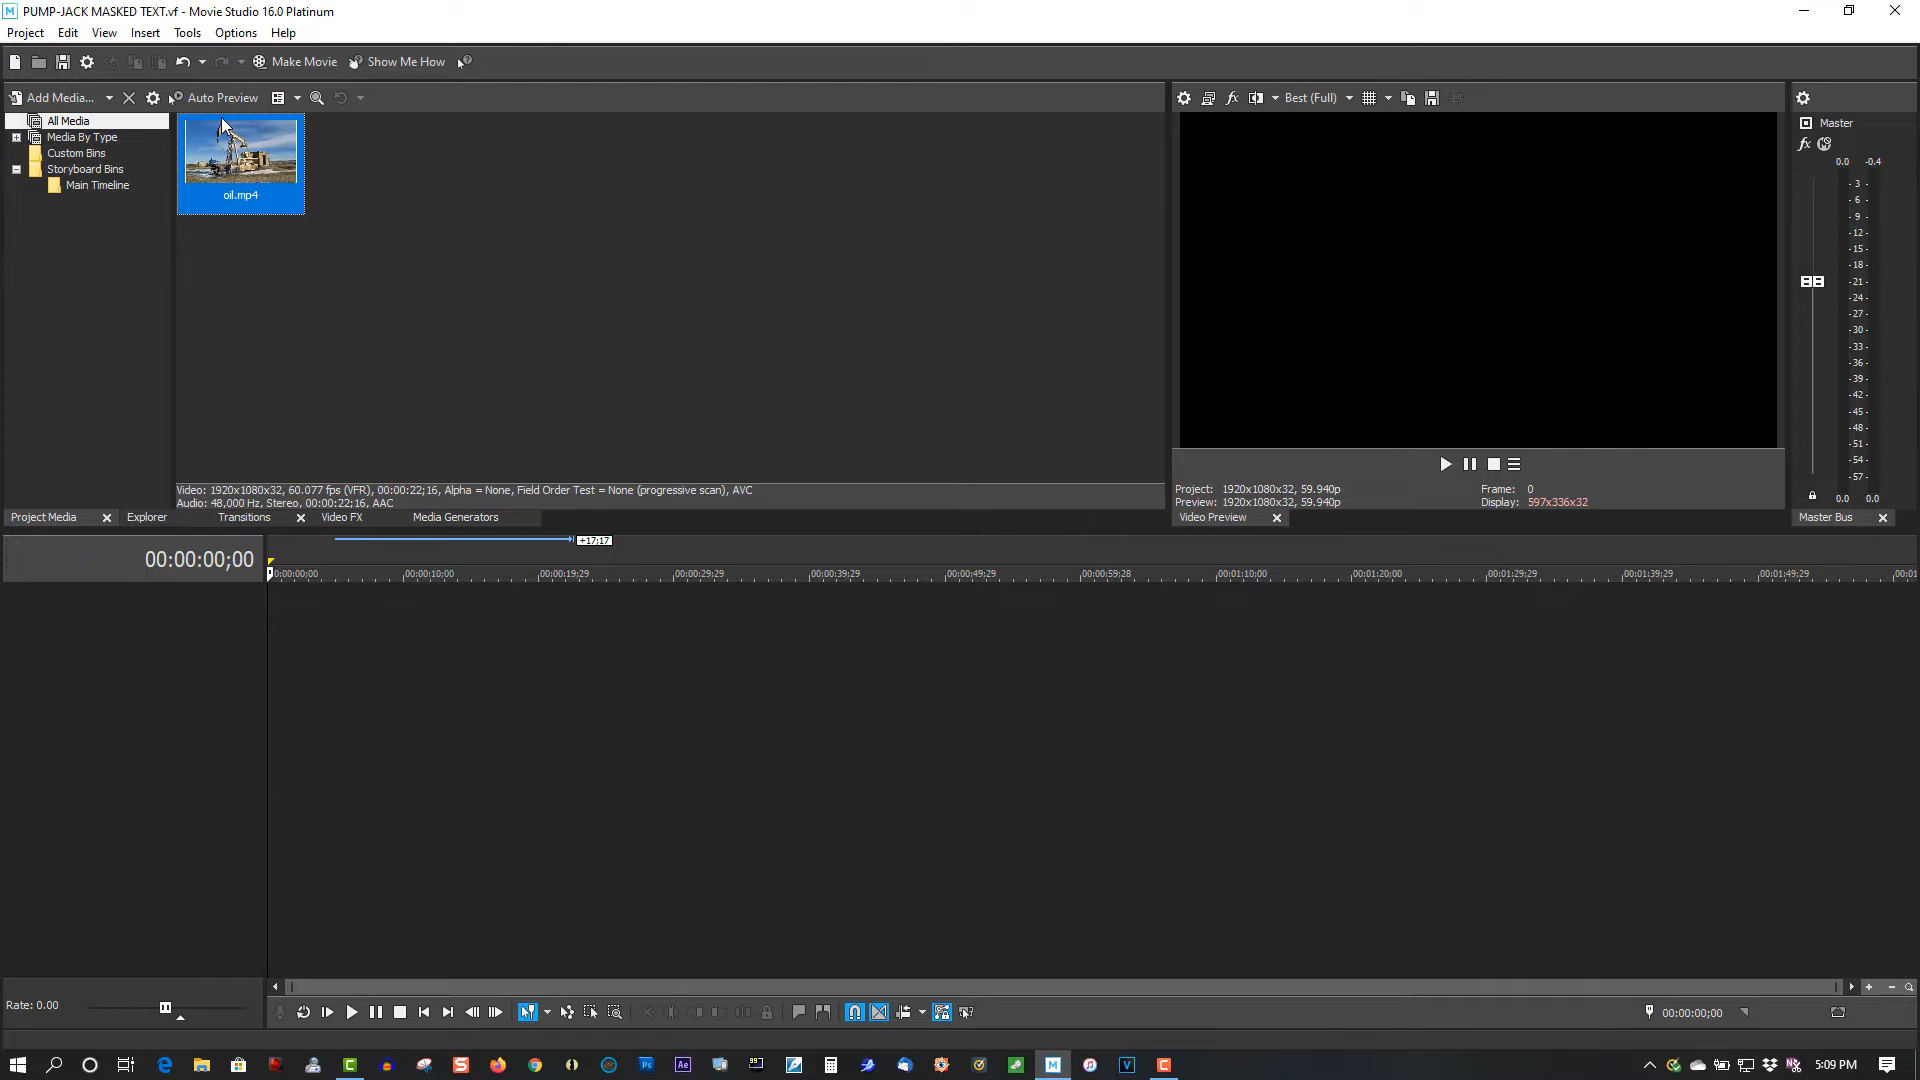 PUMP-JACK MASKED TEXT.vf - Movie Studio 16.0 Platinum
Project Edit View Insert Tools Options Help
Make Movie Show Me How
Add Media... Auto Preview Best (Full)
All Media
Media By Type
Custom Bins
Storyboard Bins
Main Timeline
oil.mp4
Master
0.0 -0.4
- 3 -
- 6 -
- 9 -
- 12 -
- 15 -
- 18 -
- 21 -
- 24 -
- 27 -
- 30 -
- 33 -
- 36 -
- 39 -
- 42 -
- 45 -
- 48 -
- 51 -
- 54 -
- 57 -
0.0 0.0
Video: 1920x1080x32, 60.077 fps (VFR), 00:00:22;16, Alpha = None, Field Order Test = None (progressive scan), AVC
Audio: 48,000 Hz, Stereo, 00:00:22;16, AAC
Project: 1920x1080x32, 59.940p Frame: 0
Preview: 1920x1080x32, 59.940p Display: 597x336x32
Project Media Explorer Transitions Video FX Media Generators Video Preview Master Bus
+17;17
00:00:00;00
00:00:00;00 00:00:10;00 00:00:19;29 00:00:29;29 00:00:39;29 00:00:49;29 00:00:59;28 00:01:10;00 00:01:20;00 00:01:29;29 00:01:39;29 00:01:49;29 00:01
Rate: 0.00
00:00:00;00
5:09 PM